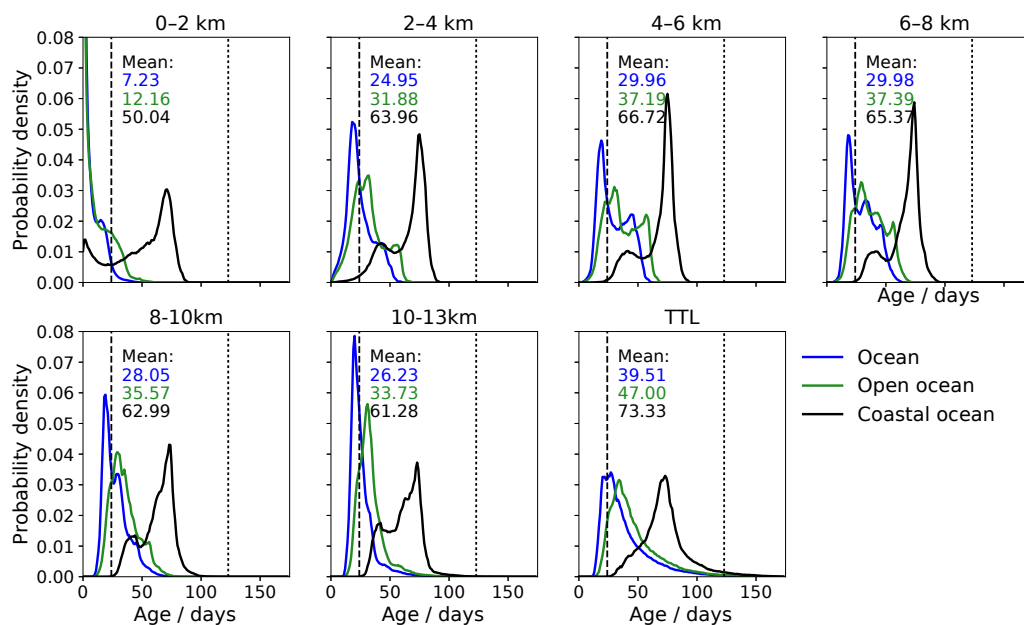 0–2 km
2–4 km
4–6 km
6–8 km
Probability density
0.08
0.07
0.06
0.05
0.04
0.03
0.02
0.01
0.00
Mean:
7.23
12.16
50.04
Mean:
24.95
31.88
63.96
Mean:
29.96
37.19
66.72
Mean:
29.98
37.39
65.37
Age / days
8-10km
10-13km
TTL
Probability density
0.08
0.07
0.06
0.05
0.04
0.03
0.02
0.01
0.00
Mean:
28.05
35.57
62.99
Mean:
26.23
33.73
61.28
Mean:
39.51
47.00
73.33
Ocean
Open ocean
Coastal ocean
0 50 100 150
0 50 100 150
0 50 100 150
Age / days
Age / days
Age / days